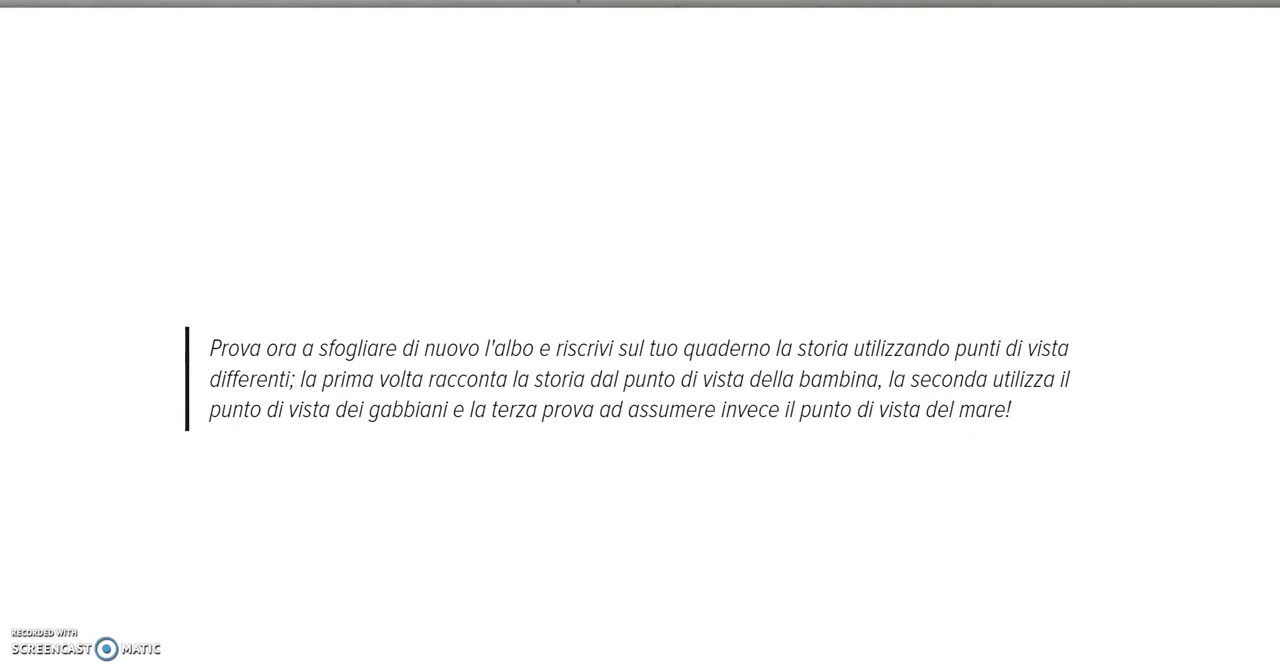 Prova ora a sfogliare di nuovo l'albo e riscrivi sul tuo quaderno la storia utilizzando punti di vista
differenti; la prima volta racconta la storia dal punto di vista della bambina, la seconda utilizza il
punto di vista dei gabbiani e la terza prova ad assumere invece il punto di vista del mare!
RECORDED WITH
SCREENCAST MATIC